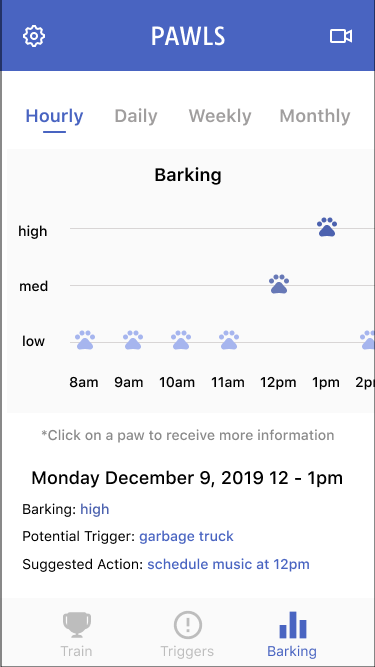 PAWLS
Hourly Daily Weekly Monthly
Barking
high
med
low
8am 9am 10am 11am 12pm 1pm 2p
*Click on a paw to receive more information
Monday December 9, 2019 12 - 1pm
Barking: high
Potential Trigger: garbage truck
Suggested Action: schedule music at 12pm
Train Triggers Barking